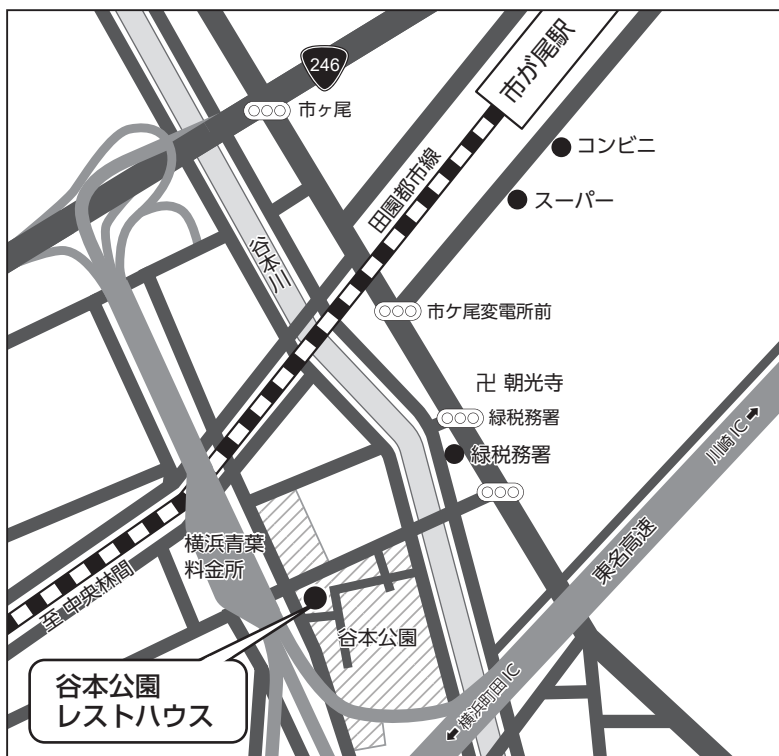 246
市ヶ尾
市が尾駅
コンビニ
スーパー
田園都市線
谷本川
市ケ尾変電所前
卍 朝光寺
緑税務署
緑税務署
川崎IC
東名高速
横浜町田IC
横浜青葉
料金所
至 中央林間
谷本公園
谷本公園
レストハウス